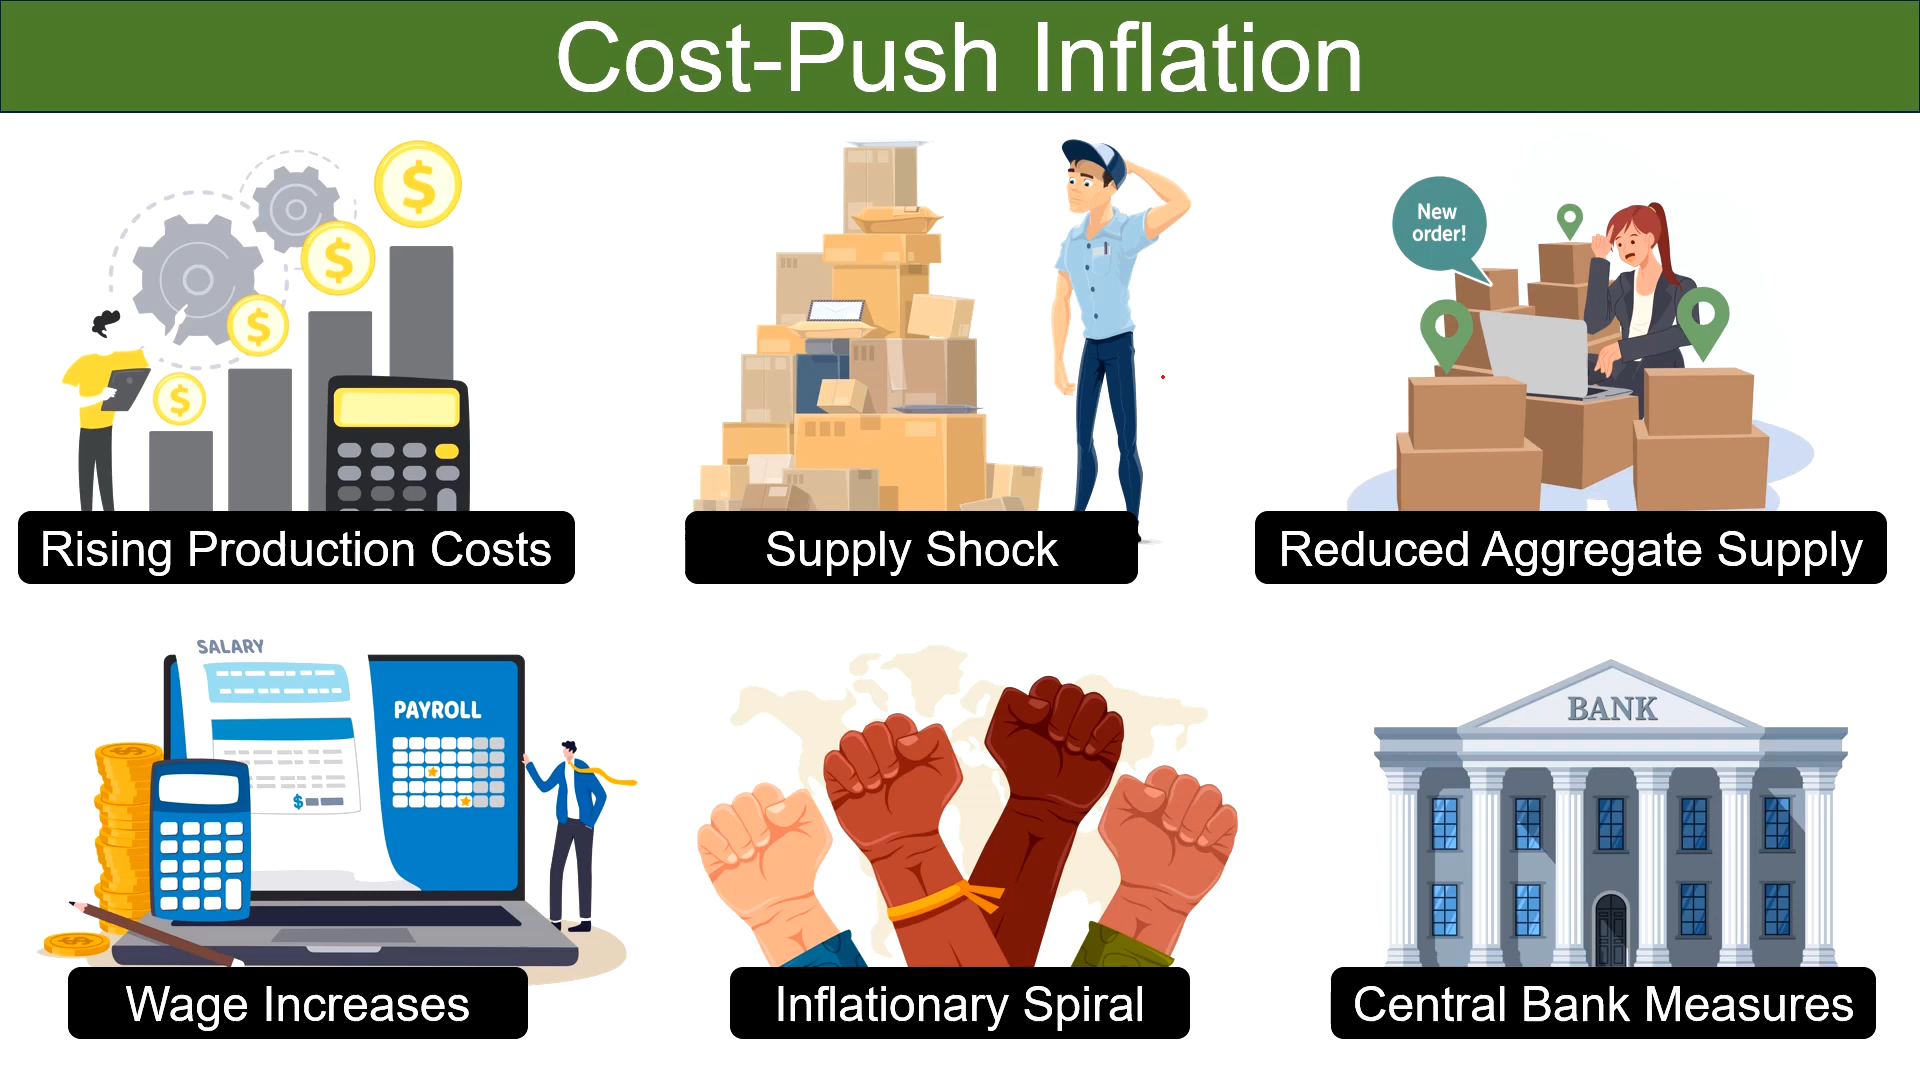 Cost-Push Inflation
New
order!
Rising Production Costs
Supply Shock
Reduced Aggregate Supply
SALARY
PAYROLL
BANK
Wage Increases
Inflationary Spiral
Central Bank Measures